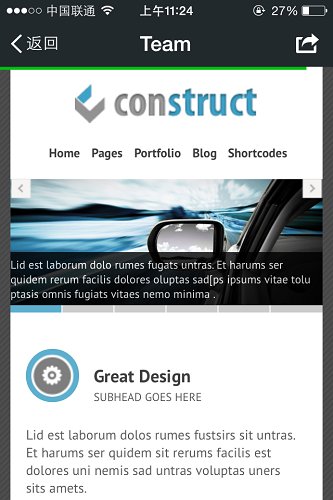 中国联通 上午11:24 27%
返回 Team
construct
Home Pages Portfolio Blog Shortcodes
Lid est laborum dolo rumes fugats untras. Et harums ser
quidem rerum facilis dolores oluptas sad[ps ipsums vitae tolu
ptasis omnis fugiats vitaes nemo minima .
Great Design
SUBHEAD GOES HERE
Lid est laborum dolores rumes fustsirs sit untras.
Et harums ser quidem sit rerums facilis est
dolores uni nemis sad untras voluptas uners
sits amets.